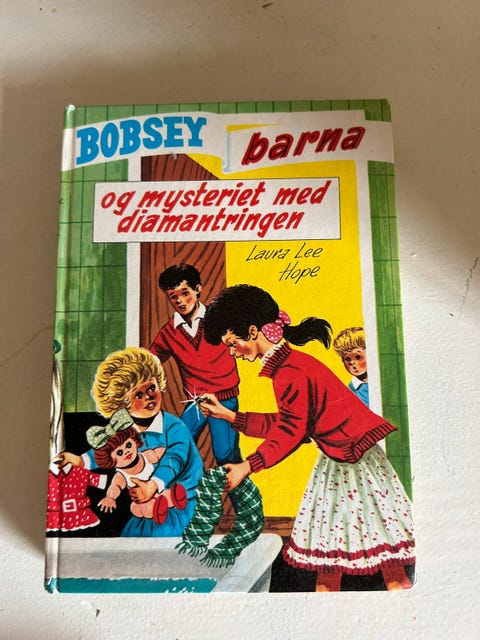 BOBSEY barna
og mysteriet med
diamantringen
Laura Lee
Hope